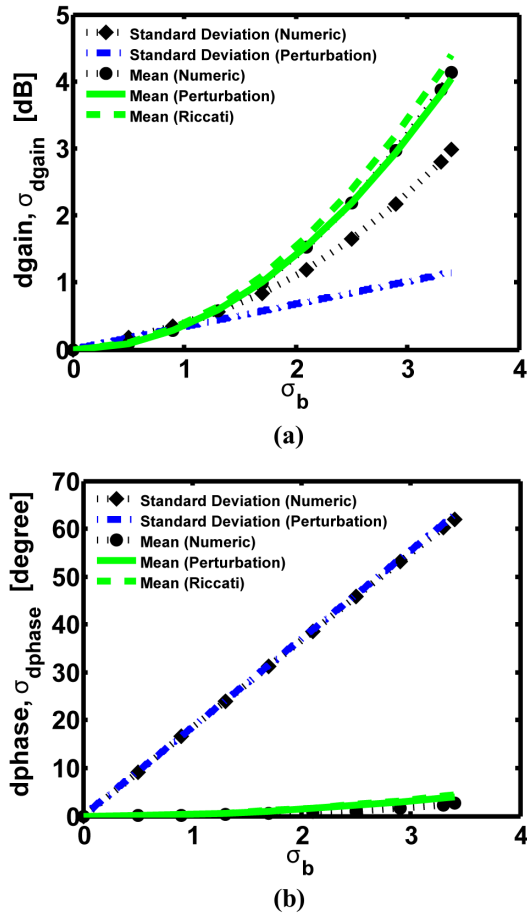 5
4
3
2
1
0
dgain, σdgain [dB]
Standard Deviation (Numeric)
Standard Deviation (Perturbation)
Mean (Numeric)
Mean (Perturbation)
Mean (Riccati)
0 1 2 3 4
σb
(a)
70
60
50
40
30
20
10
0
dphase, σdphase [degree]
Standard Deviation (Numeric)
Standard Deviation (Perturbation)
Mean (Numeric)
Mean (Perturbation)
Mean (Riccati)
0 1 2 3 4
σb
(b)